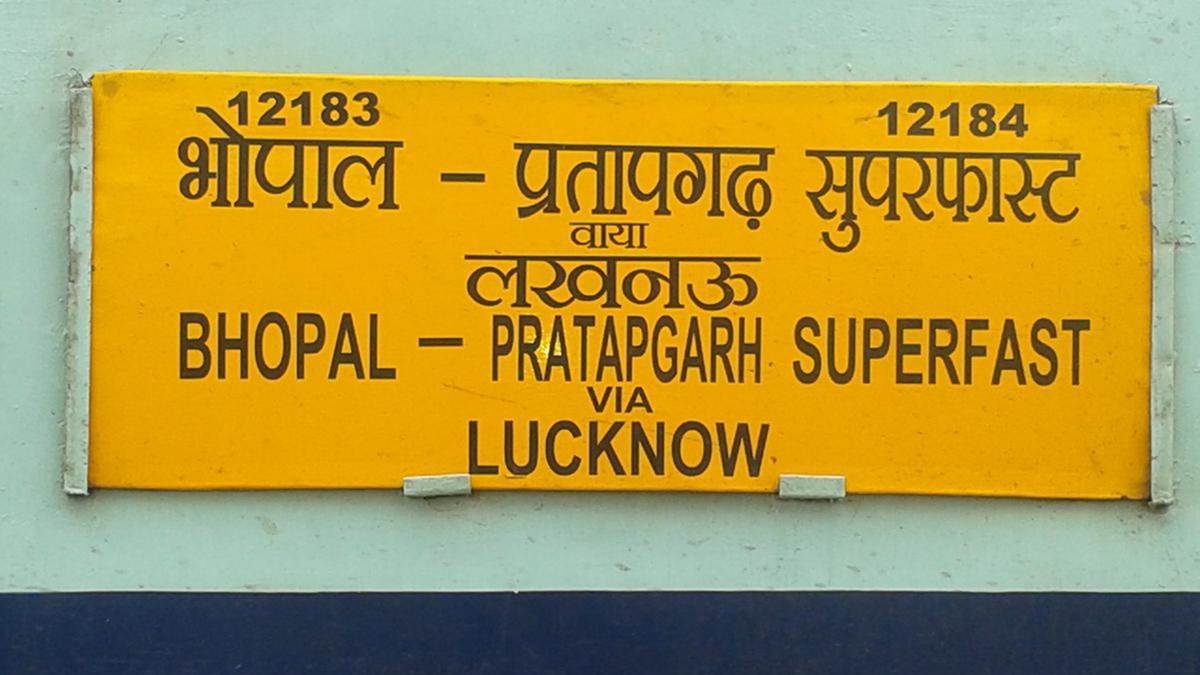 12183 12184
भोपाल – प्रतापगढ़ सुपरफास्ट
वाया
लखनऊ
BHOPAL – PRATAPGARH SUPERFAST
VIA
LUCKNOW